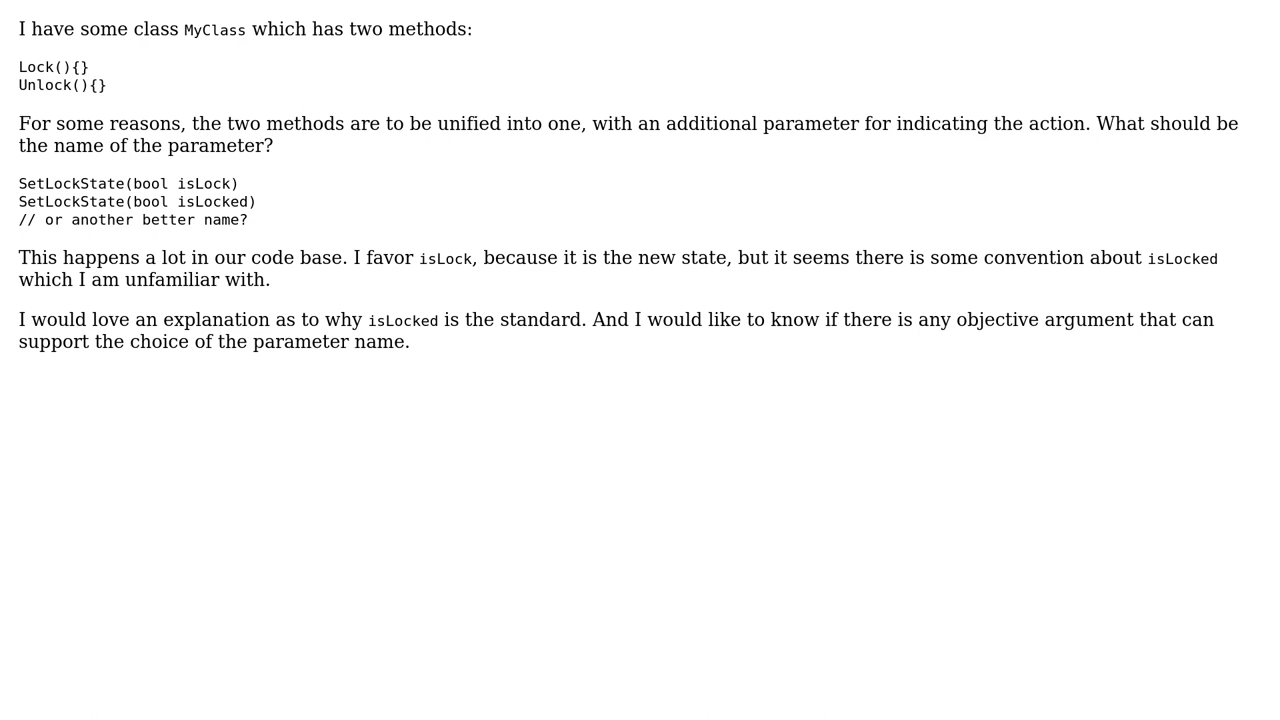 I have some class MyClass which has two methods:
Lock(){}
Unlock(){}
For some reasons, the two methods are to be unified into one, with an additional parameter for indicating the action. What should be
the name of the parameter?
SetLockState(bool isLock)
SetLockState(bool isLocked)
// or another better name?
This happens a lot in our code base. I favor isLock, because it is the new state, but it seems there is some convention about isLocked
which I am unfamiliar with.
I would love an explanation as to why isLocked is the standard. And I would like to know if there is any objective argument that can
support the choice of the parameter name.